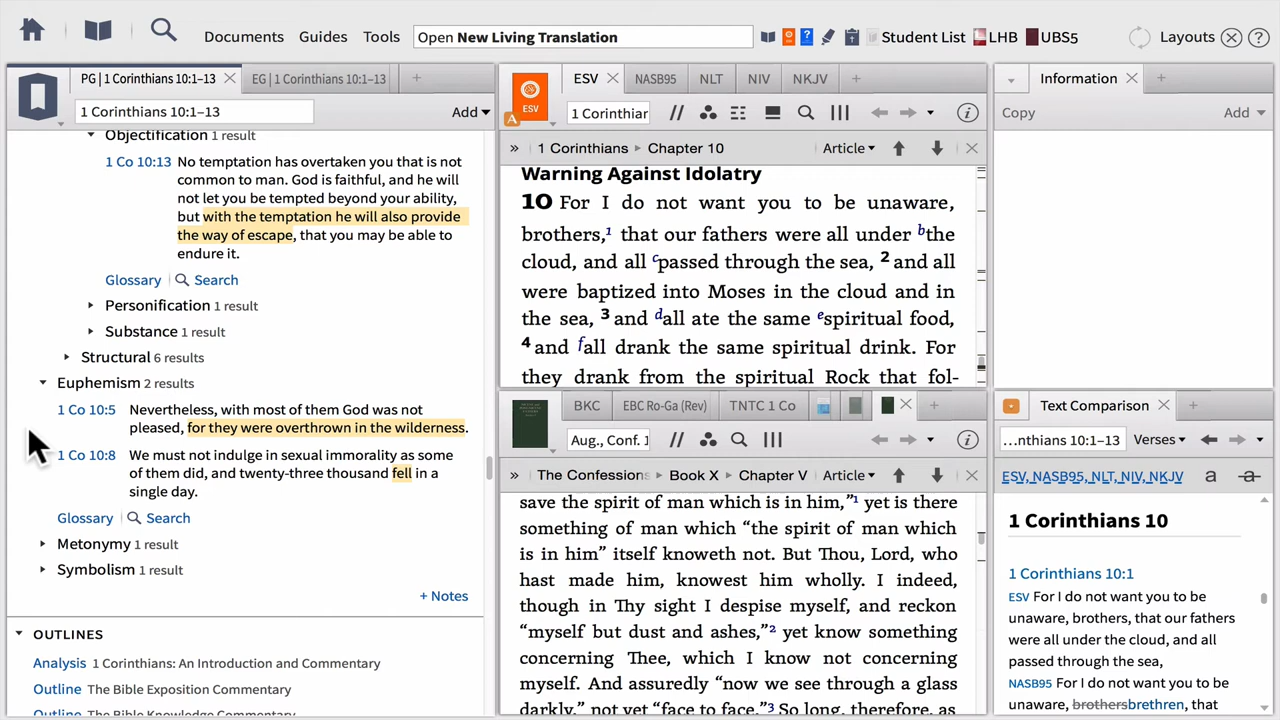 Documents Guides Tools Open New Living Translation Student List LHB UBS5 Layouts
PG | 1 Corinthians 10:1–13 EG | 1 Corinthians 10:1–13
1 Corinthians 10:1–13 Add
Objectification 1 result
1 Co 10:13 No temptation has overtaken you that is not
common to man. God is faithful, and he will
not let you be tempted beyond your ability,
but with the temptation he will also provide
the way of escape, that you may be able to
endure it.
Glossary Search
Personification 1 result
Substance 1 result
Structural 6 results
Euphemism 2 results
1 Co 10:5 Nevertheless, with most of them God was not
pleased, for they were overthrown in the wilderness.
1 Co 10:8 We must not indulge in sexual immorality as some
of them did, and twenty-three thousand fell in a
single day.
Glossary Search
Metonymy 1 result
Symbolism 1 result
+ Notes
OUTLINES
Analysis 1 Corinthians: An Introduction and Commentary
Outline The Bible Exposition Commentary
Outline The Bible Knowledge Commentary
ESV
A
ESV NASB95 NLT NIV NKJV
1 Corinthiar
» 1 Corinthians ▸ Chapter 10 Article
Warning Against Idolatry
10 For I do not want you to be unaware,
brothers,1 that our fathers were all under bthe
cloud, and all cpassed through the sea, 2 and all
were baptized into Moses in the cloud and in
the sea, 3 and dall ate the same espiritual food,
4 and fall drank the same spiritual drink. For
they drank from the spiritual Rock that fol-
BKC EBC Ro-Ga (Rev) TNTC 1 Co
Aug., Conf. 1
» The Confessions ▸ Book X ▸ Chapter V Article
save the spirit of man which is in him,”1 yet is there
something of man which “the spirit of man which
is in him” itself knoweth not. But Thou, Lord, who
hast made him, knowest him wholly. I indeed,
though in Thy sight I despise myself, and reckon
“myself but dust and ashes,”2 yet know something
concerning Thee, which I know not concerning
myself. And assuredly “now we see through a glass
darkly,” not yet “face to face.”3 So long, therefore, as
Information
Copy Add
Text Comparison
...nthians 10:1–13 Verses
ESV, NASB95, NLT, NIV, NKJV a a
1 Corinthians 10
1 Corinthians 10:1
ESV For I do not want you to be
unaware, brothers, that our fathers
were all under the cloud, and all
passed through the sea,
NASB95 For I do not want you to be
unaware, brothersbrethren, that